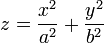 z = x²/a² + y²/b²